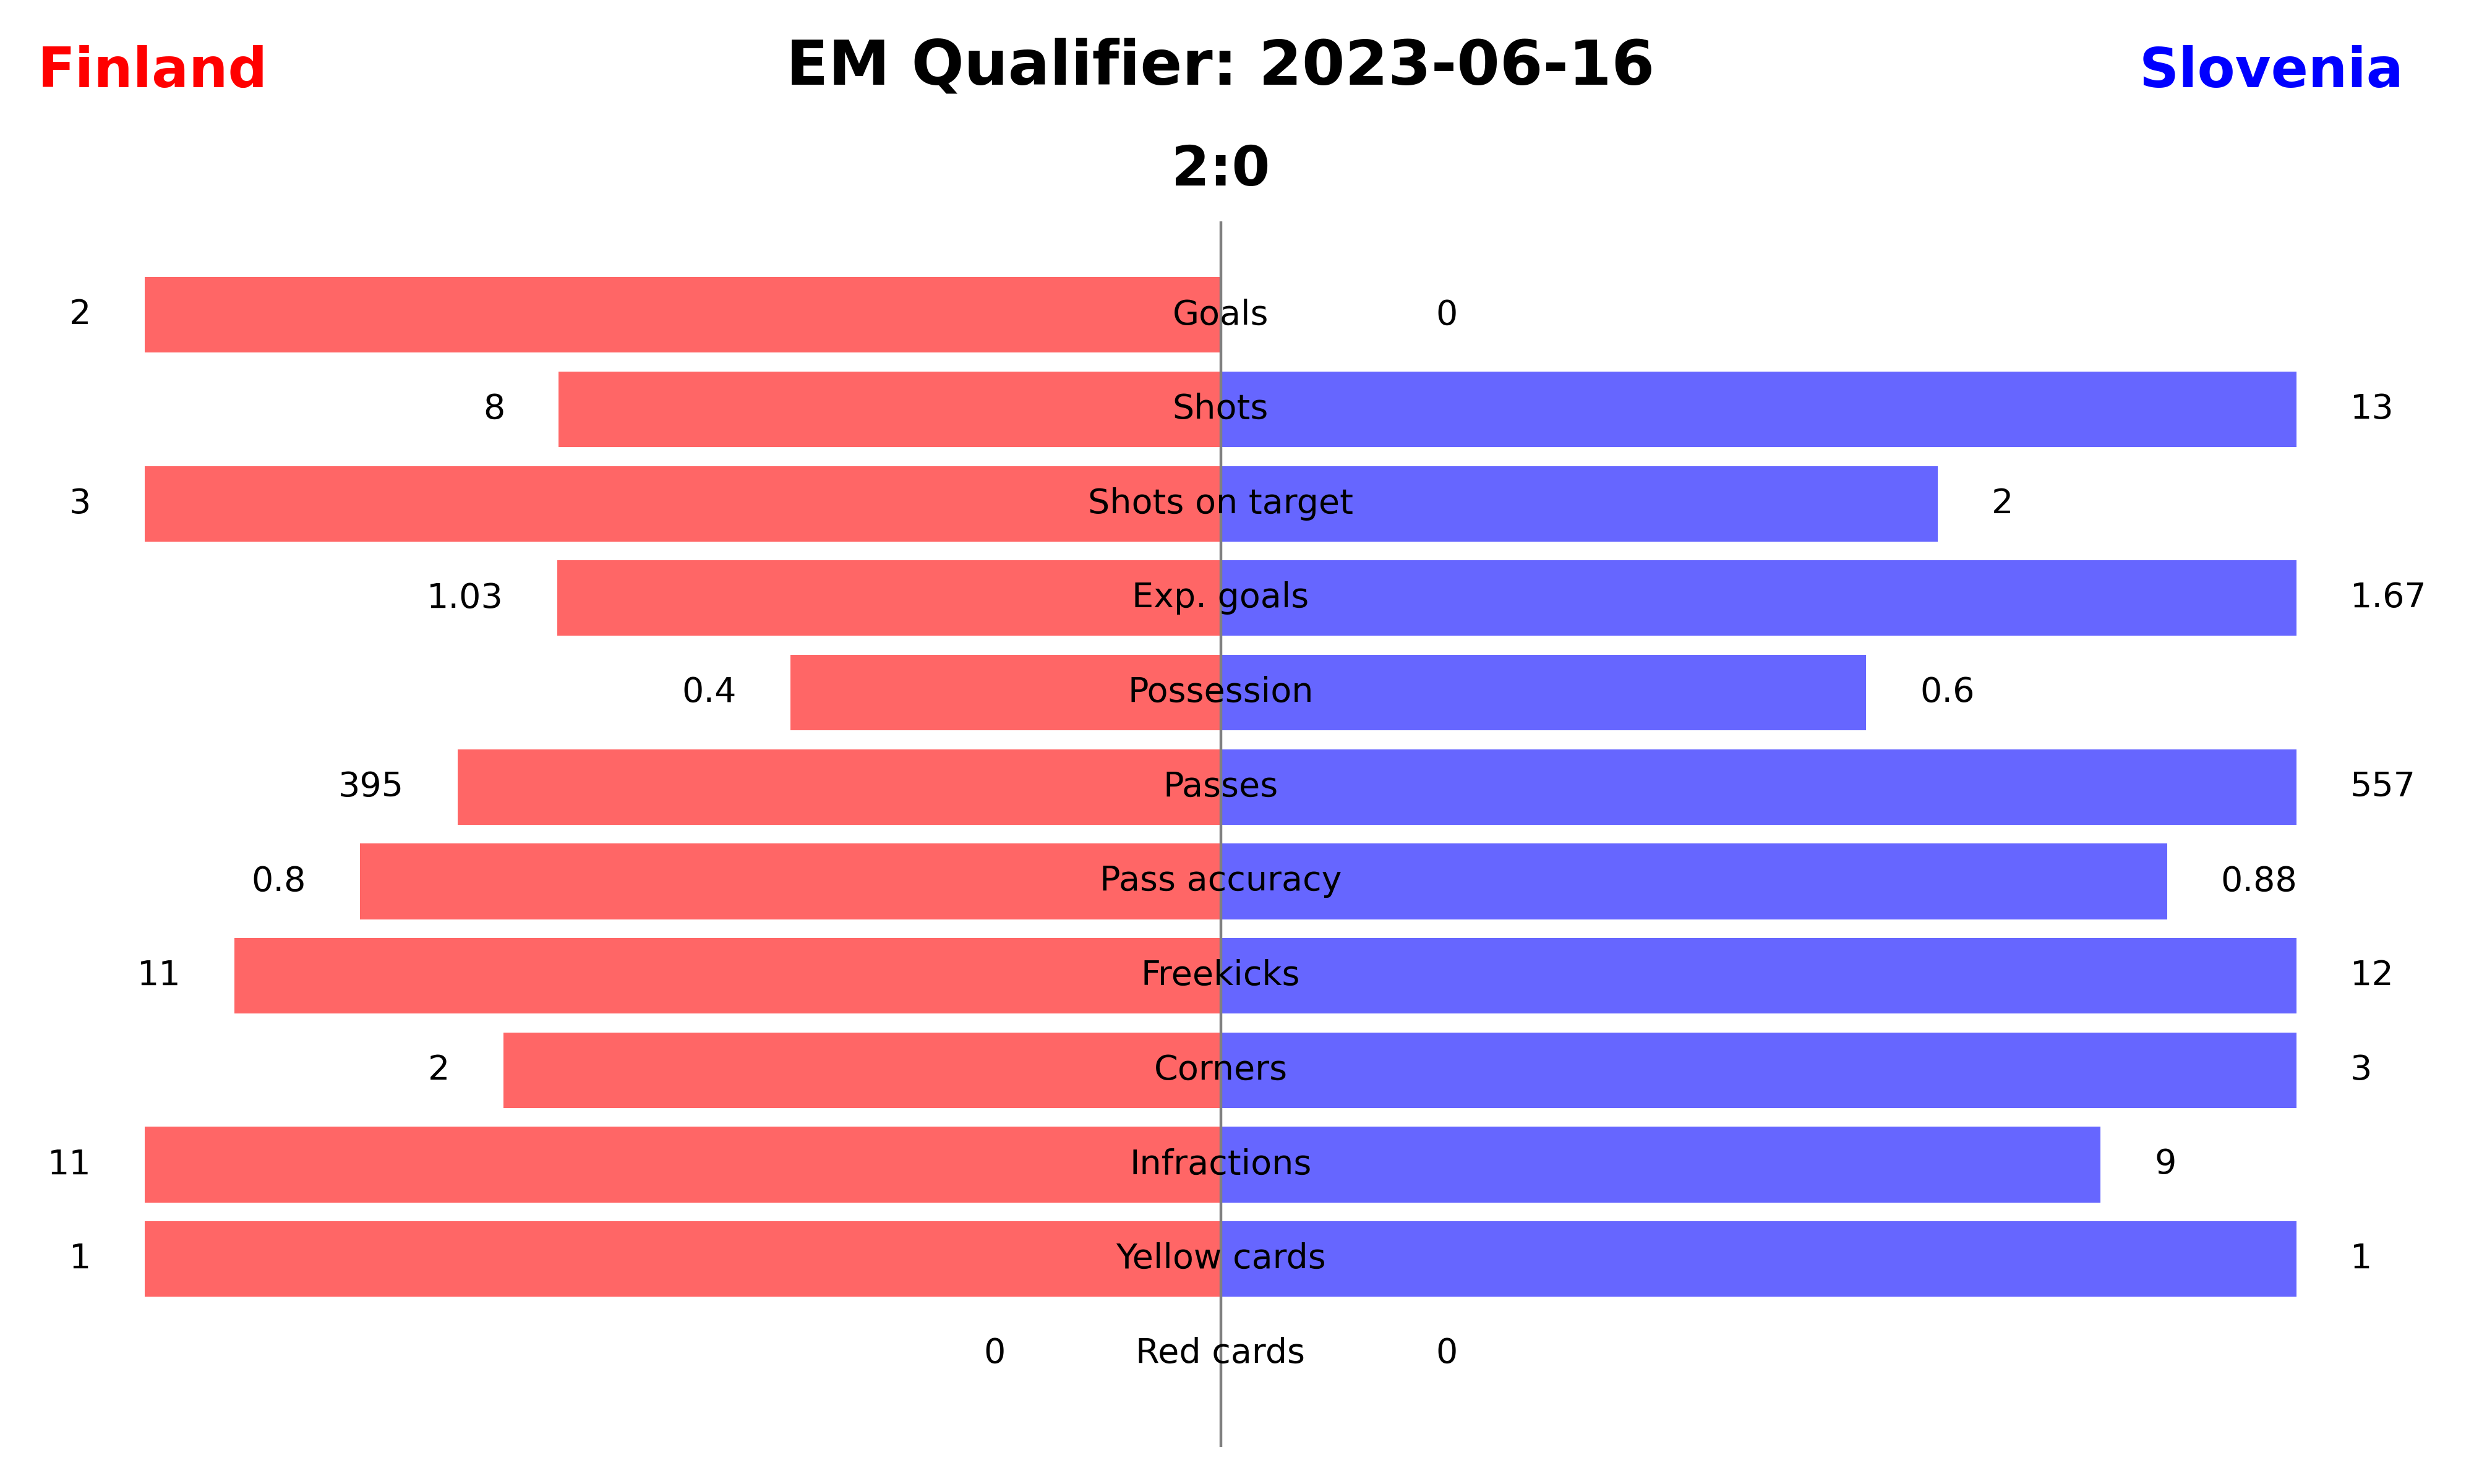 Finland EM Qualifier: 2023-06-16 Slovenia
2:0
2 Goals 0
8 Shots 13
3 Shots on target 2
1.03 Exp. goals 1.67
0.4 Possession 0.6
395 Passes 557
0.8 Pass accuracy 0.88
11 Freekicks 12
2 Corners 3
11 Infractions 9
1 Yellow cards 1
0 Red cards 0